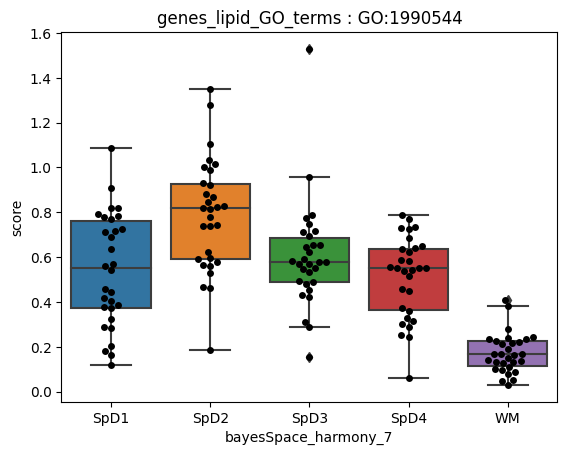 genes_lipid_GO_terms : GO:1990544
1.6
1.4
1.2
1.0
0.8
0.6
0.4
0.2
0.0
score
SpD1 SpD2 SpD3 SpD4 WM
bayesSpace_harmony_7